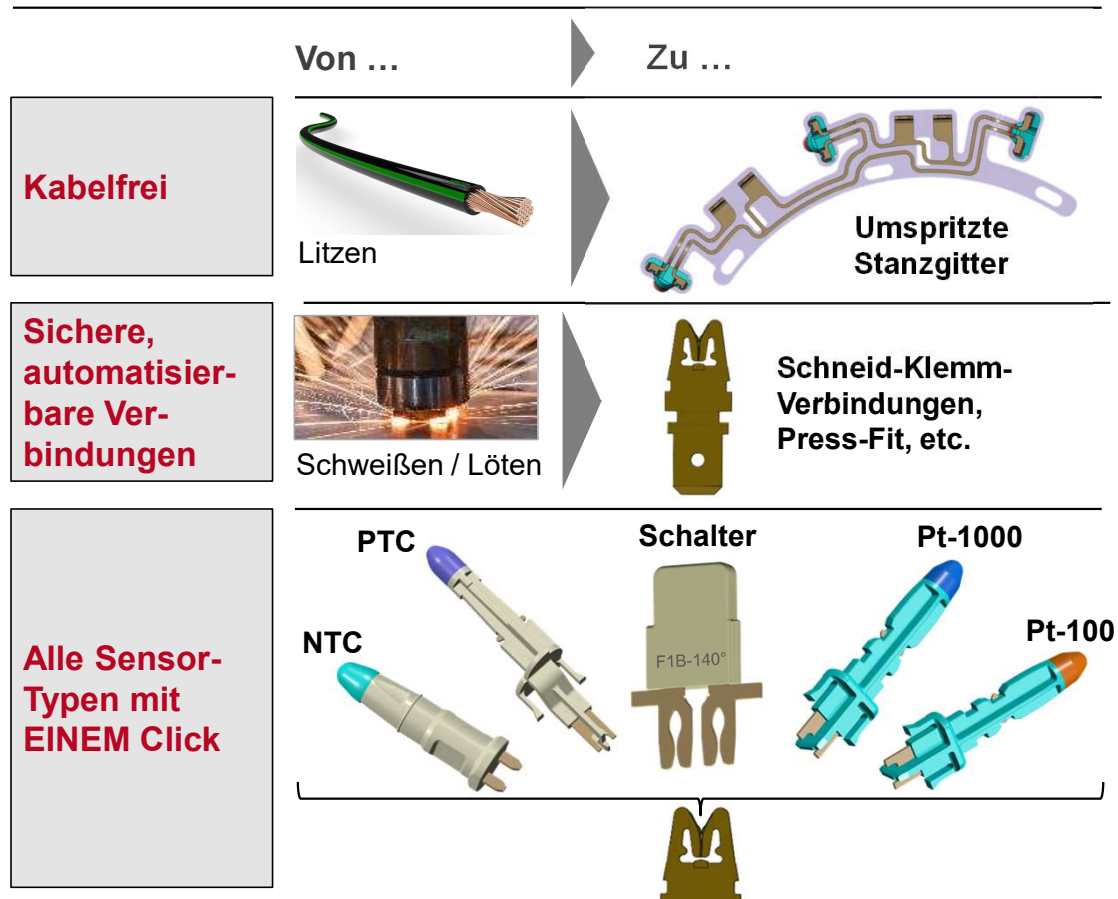 Von …
Zu …
Kabelfrei
Litzen
Umspritzte
Stanzgitter
Sichere,
automatisier-
bare Ver-
bindungen
Schweißen / Löten
Schneid-Klemm-
Verbindungen,
Press-Fit, etc.
Alle Sensor-
Typen mit
EINEM Click
PTC
Schalter
Pt-1000
NTC
Pt-100
F1B-140°